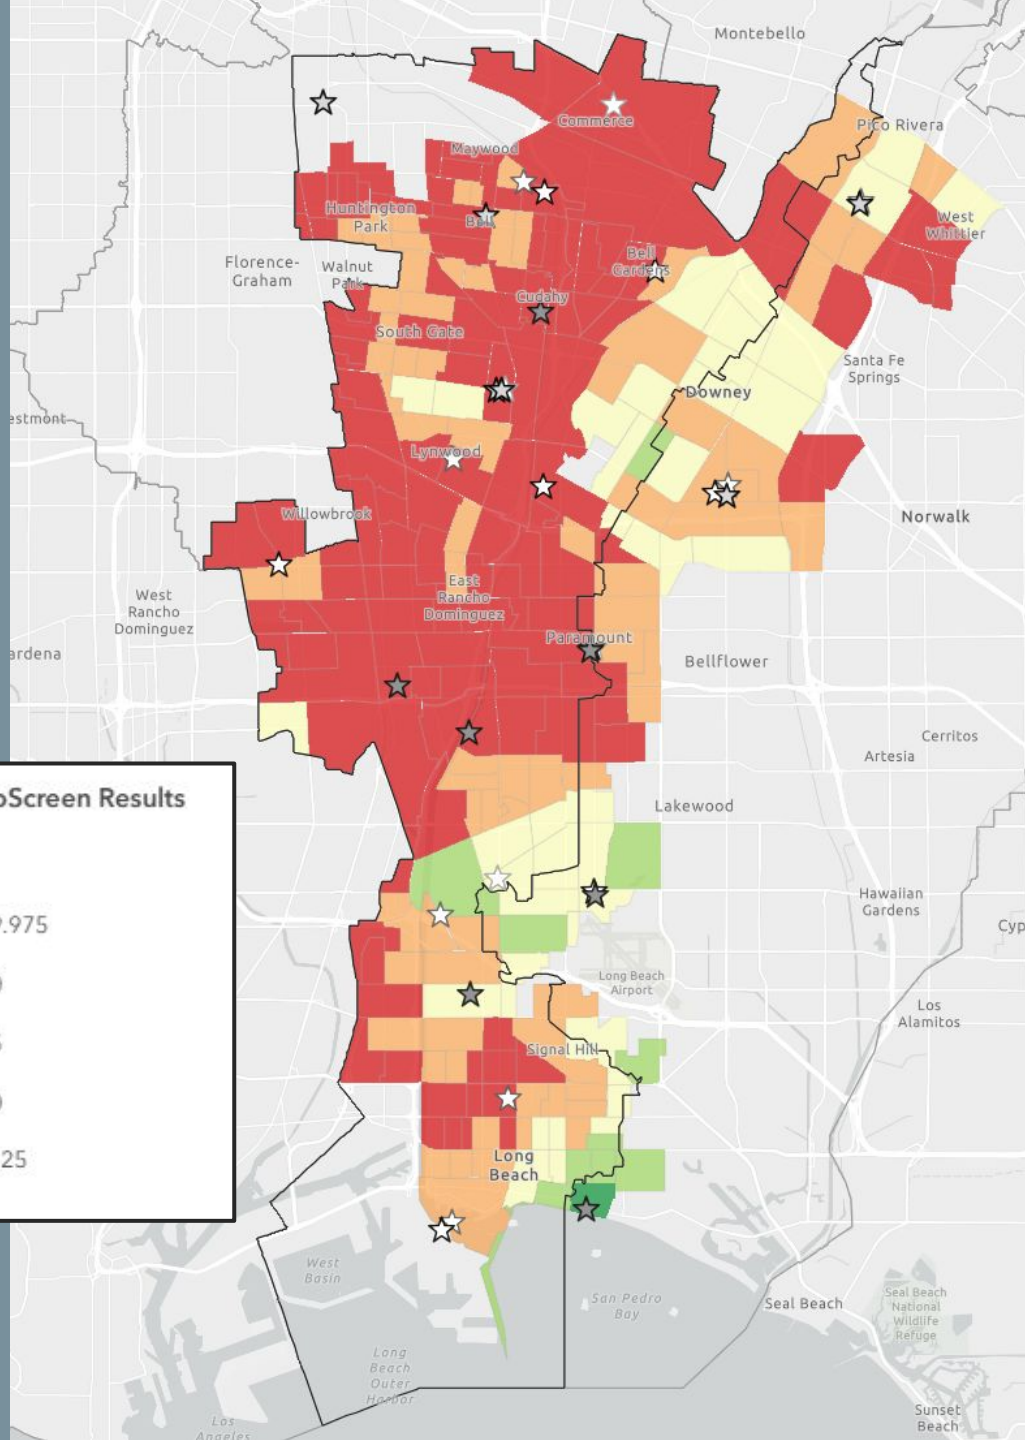 Montebello
Commerce
Pico Rivera
Maywood
Huntington
Park
Bell
West
Whittier
Bell
Gardens
Florence-
Graham
Walnut
Park
Cudahy
South Gate
Santa Fe
Springs
Downey
estmont
Lynwood
Willowbrook
Norwalk
East
Rancho
Dominguez
West
Rancho
Dominguez
Paramount
ardena
Bellflower
Cerritos
Artesia
oScreen Results
Lakewood
Hawaiian
Gardens
9.975
Cyp
Long Beach
Airport
Los
Alamitos
Signal Hill
25
Long
Beach
West
Basin
San Pedro
Bay
Seal Beach
Seal Beach
National
Wildlife
Refuge
Long
Beach
Outer
Harbor
Los
Angeles
Sunset
Beach